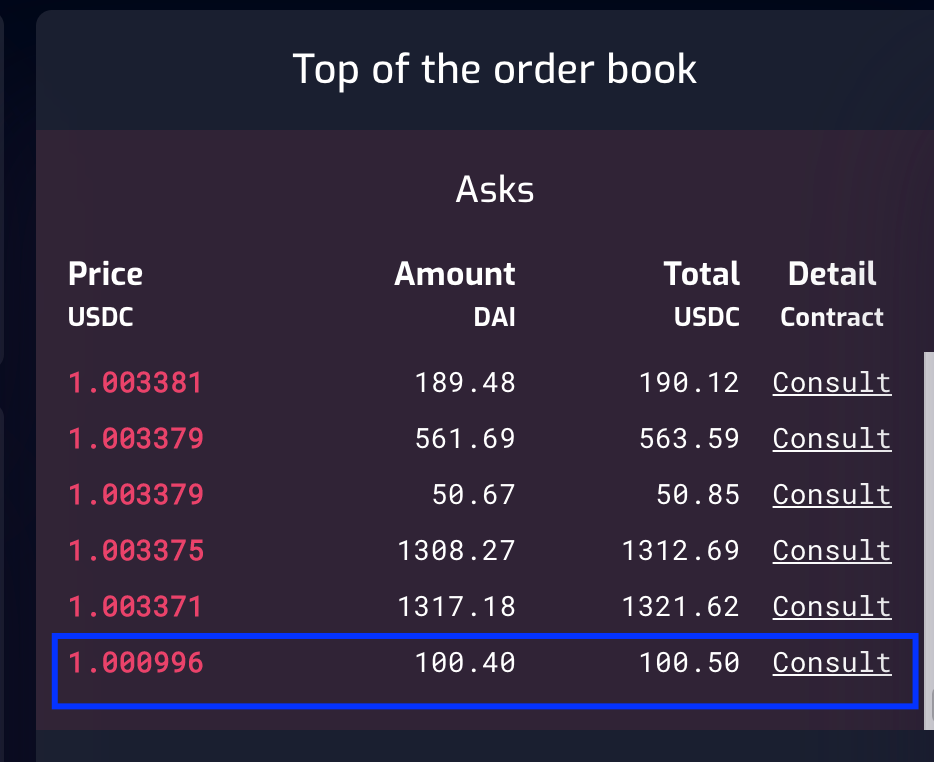 Top of the order book
Asks
Price Amount Total Detail
USDC DAI USDC Contract
1.003381 189.48 190.12 Consult
1.003379 561.69 563.59 Consult
1.003379 50.67 50.85 Consult
1.003375 1308.27 1312.69 Consult
1.003371 1317.18 1321.62 Consult
1.000996 100.40 100.50 Consult